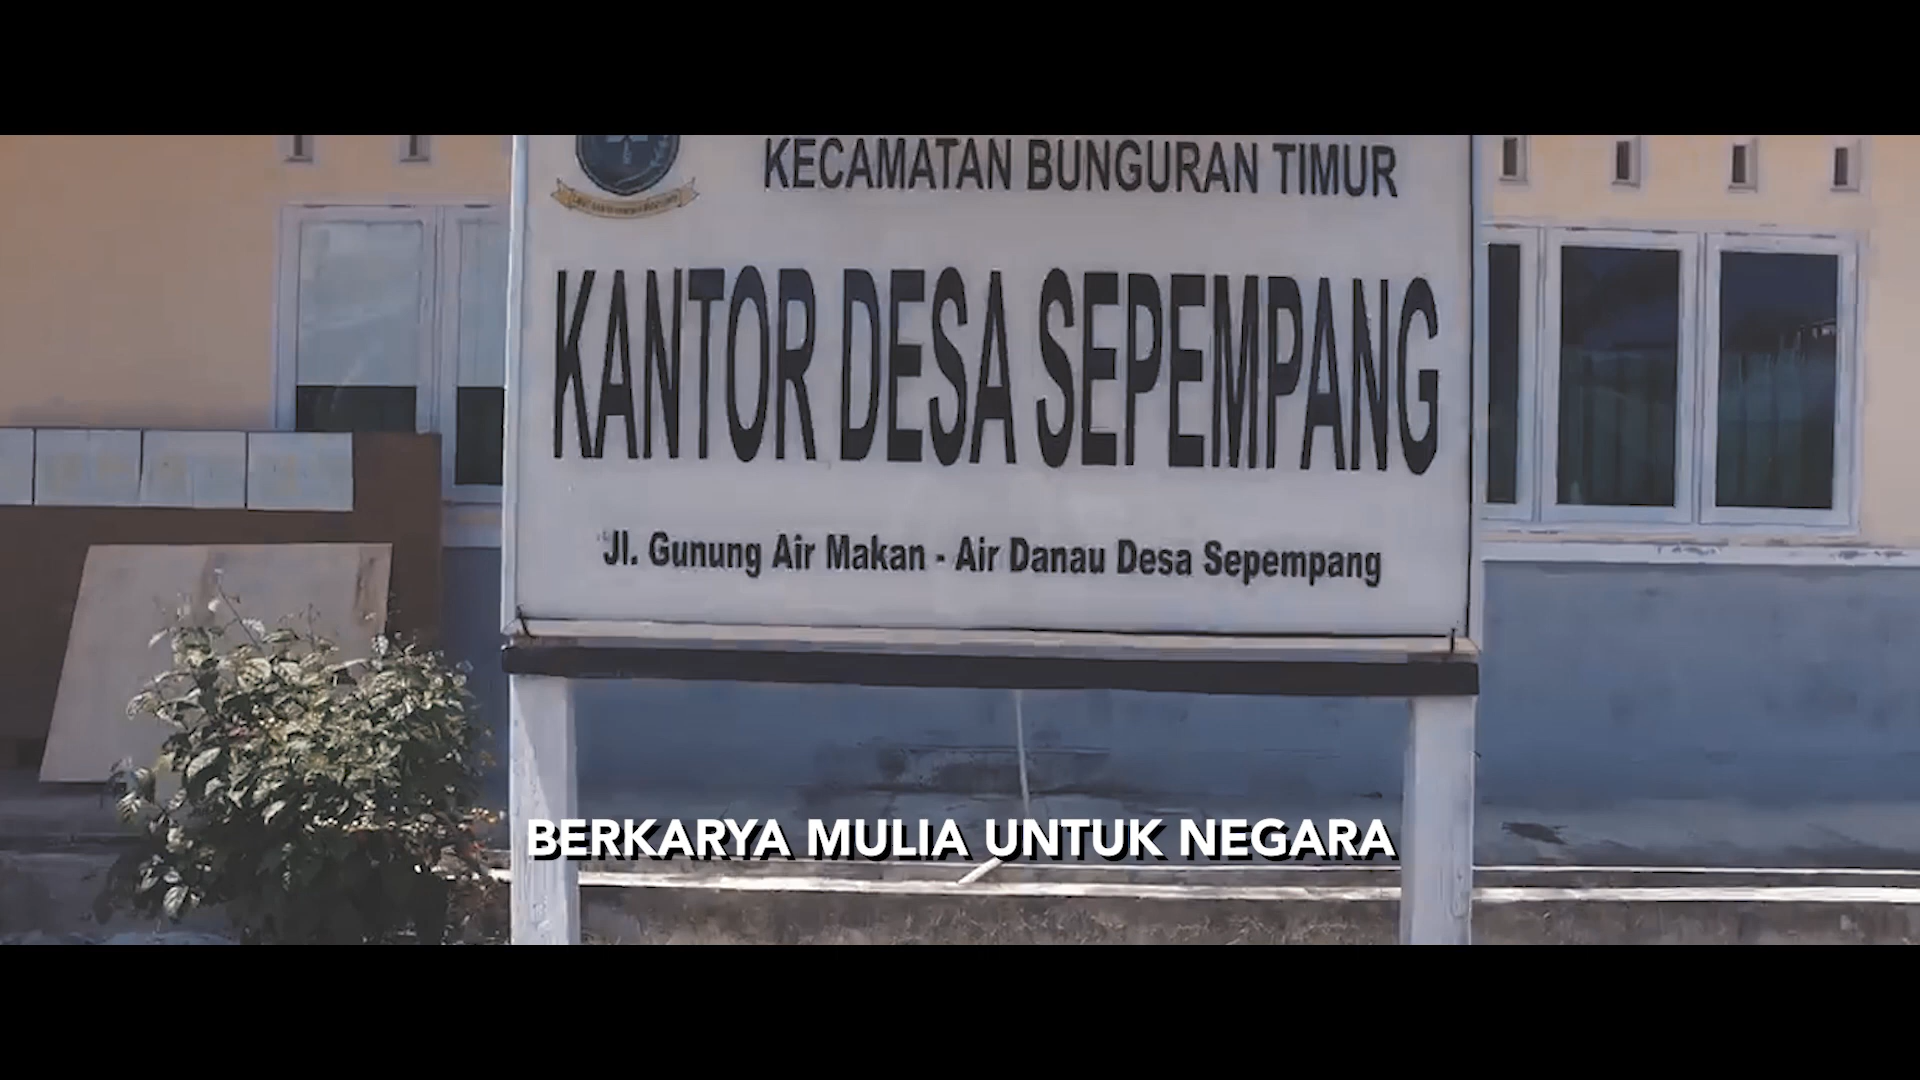 KECAMATAN BUNGURAN TIMUR
KANTOR DESA SEPEMPANG
Jl. Gunung Air Makan - Air Danau Desa Sepempang
BERKARYA MULIA UNTUK NEGARA